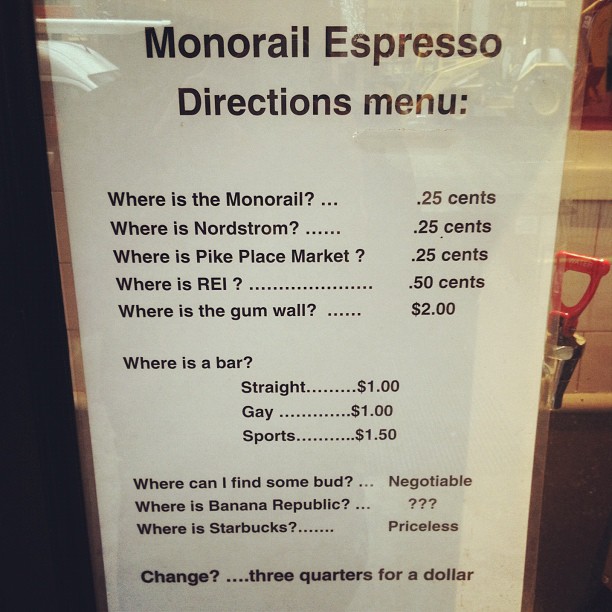 Monorail Espresso
Directions menu:
Where is the Monorail? ... .25 cents
Where is Nordstrom? ...... .25 cents
Where is Pike Place Market ? .25 cents
Where is REI ? ..................... .50 cents
Where is the gum wall? ...... $2.00
Where is a bar?
Straight.........$1.00
Gay .............$1.00
Sports...........$1.50
Where can I find some bud? ... Negotiable
Where is Banana Republic? ... ???
Where is Starbucks?....... Priceless
Change? ....three quarters for a dollar